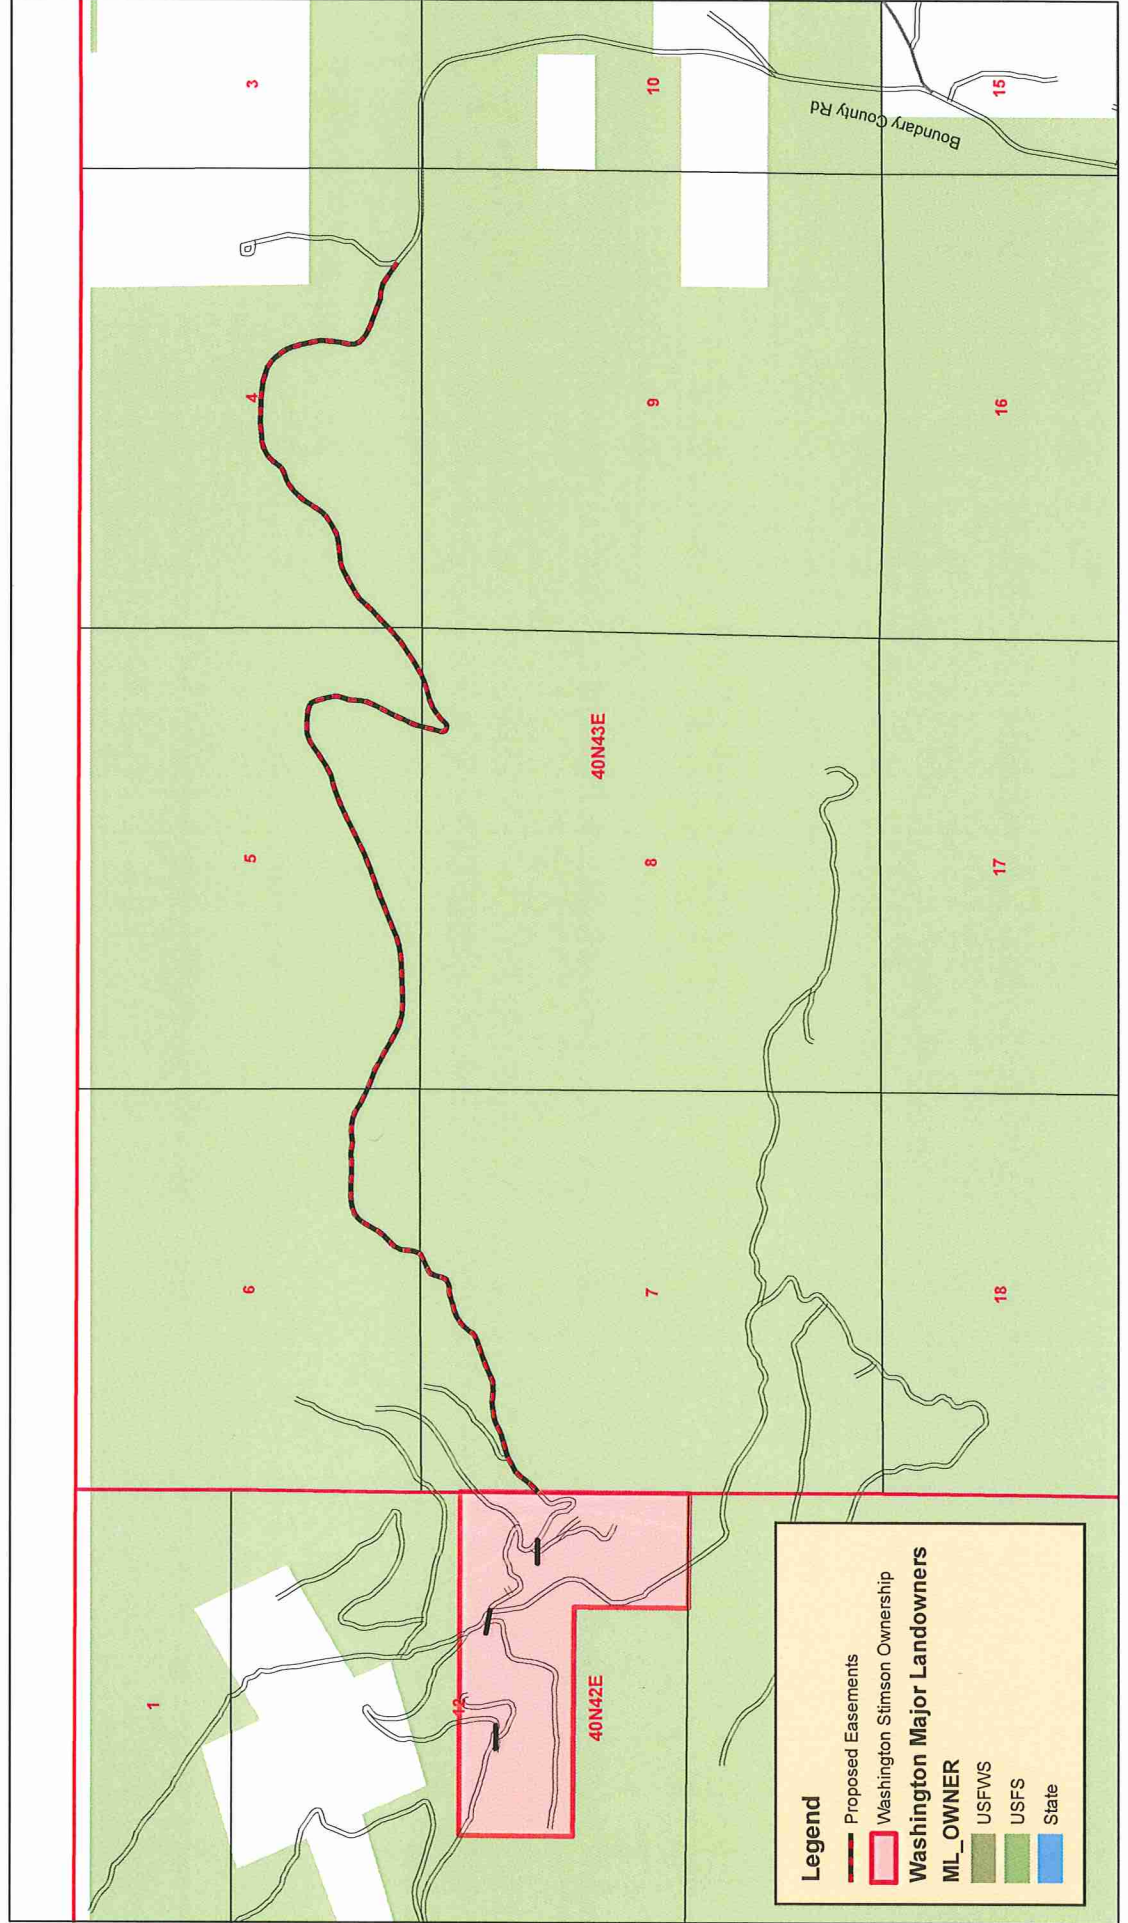 3
10
15
Boundary County Rd
4
9
16
5
8
17
40N43E
6
7
18
1
12
40N42E
Legend
Proposed Easements
Washington Stimson Ownership
Washington Major Landowners
ML_OWNER
USFWS
USFS
State